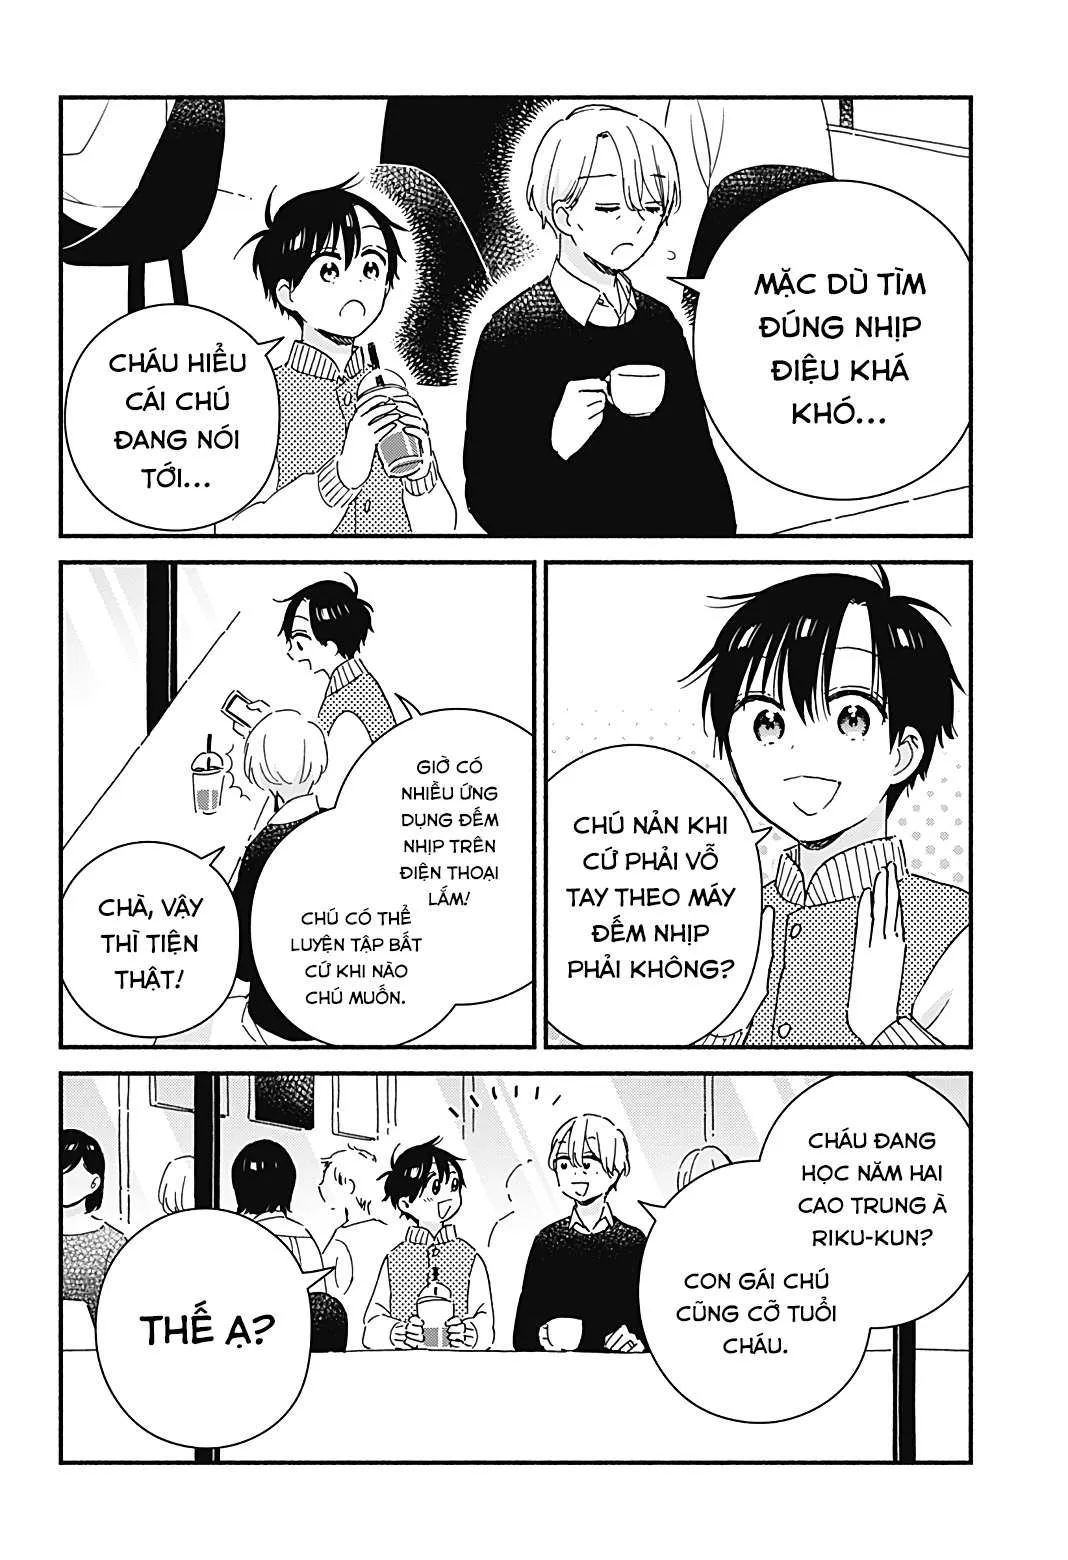 MẶC DÙ TÌM
ĐÚNG NHỊP
ĐIỆU KHÁ
KHÓ...
CHÁU HIỂU
CÁI CHÚ
ĐANG NÓI
TỚI...
CHÚ NẢN KHI
CỨ PHẢI VỖ
TAY THEO MÁY
ĐẾM NHỊP
PHẢI KHÔNG?
GIỜ CÓ
NHIỀU ỨNG
DỤNG ĐẾM
NHỊP TRÊN
ĐIỆN THOẠI
LẮM!
CHÚ CÓ THỂ
LUYỆN TẬP BẤT
CỨ KHI NÀO
CHÚ MUỐN.
CHÀ, VẬY
THÌ TIỆN
THẬT!
CHÁU ĐANG
HỌC NĂM HAI
CAO TRUNG À
RIKU-KUN?
CON GÁI CHÚ
CŨNG CỠ TUỔI
CHÁU.
THẾ Ạ?